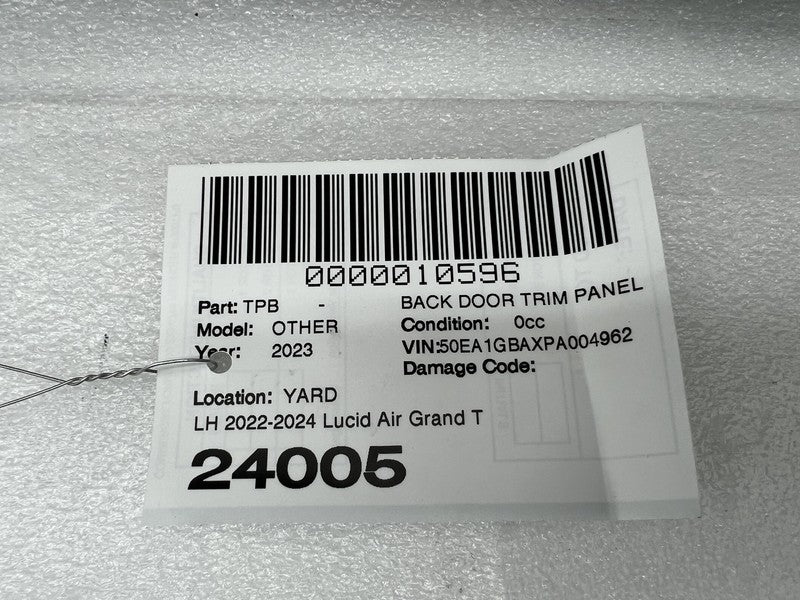 0000010596
Part: TPB - BACK DOOR TRIM PANEL
Model: OTHER Condition: 0cc
Year: 2023 VIN:50EA1GBAXPA004962
Damage Code:
Location: YARD
LH 2022-2024 Lucid Air Grand T
24005